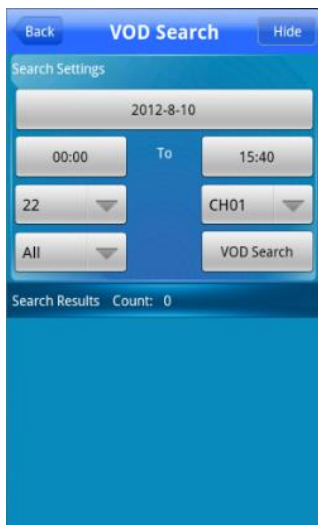 Back VOD Search Hide
Search Settings
2012-8-10
00:00 To 15:40
22 CH01
All VOD Search
Search Results Count: 0